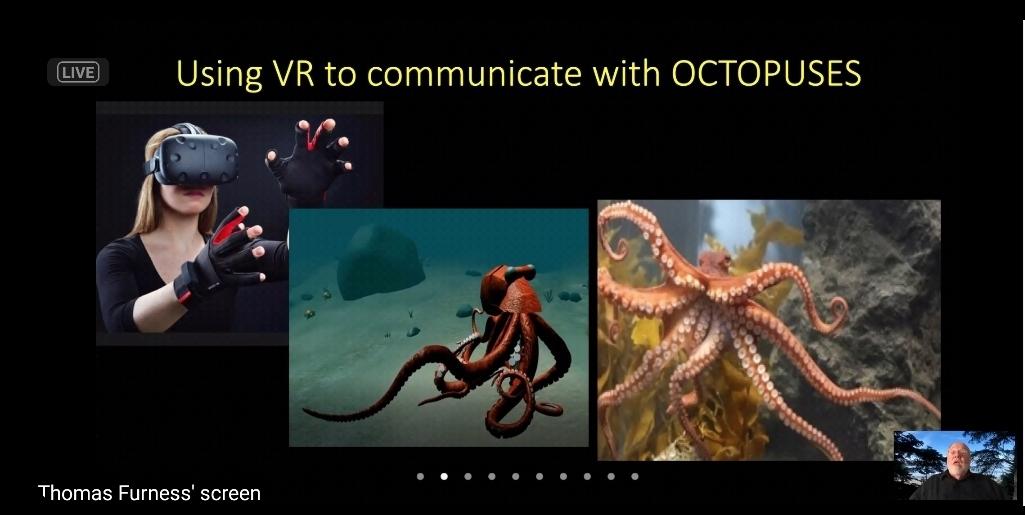 LIVE
Using VR to communicate with OCTOPUSES
Thomas Furness' screen